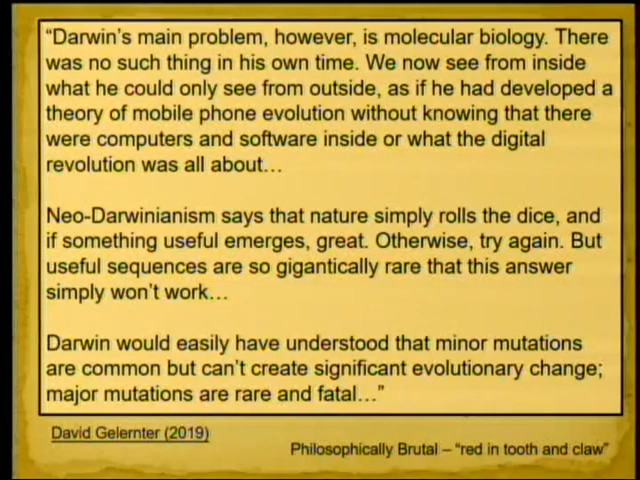 “Darwin’s main problem, however, is molecular biology. There
was no such thing in his own time. We now see from inside
what he could only see from outside, as if he had developed a
theory of mobile phone evolution without knowing that there
were computers and software inside or what the digital
revolution was all about…
Neo-Darwinianism says that nature simply rolls the dice, and
if something useful emerges, great. Otherwise, try again. But
useful sequences are so gigantically rare that this answer
simply won’t work…
Darwin would easily have understood that minor mutations
are common but can’t create significant evolutionary change;
major mutations are rare and fatal…”
David Gelernter (2019)
Philosophically Brutal – “red in tooth and claw”